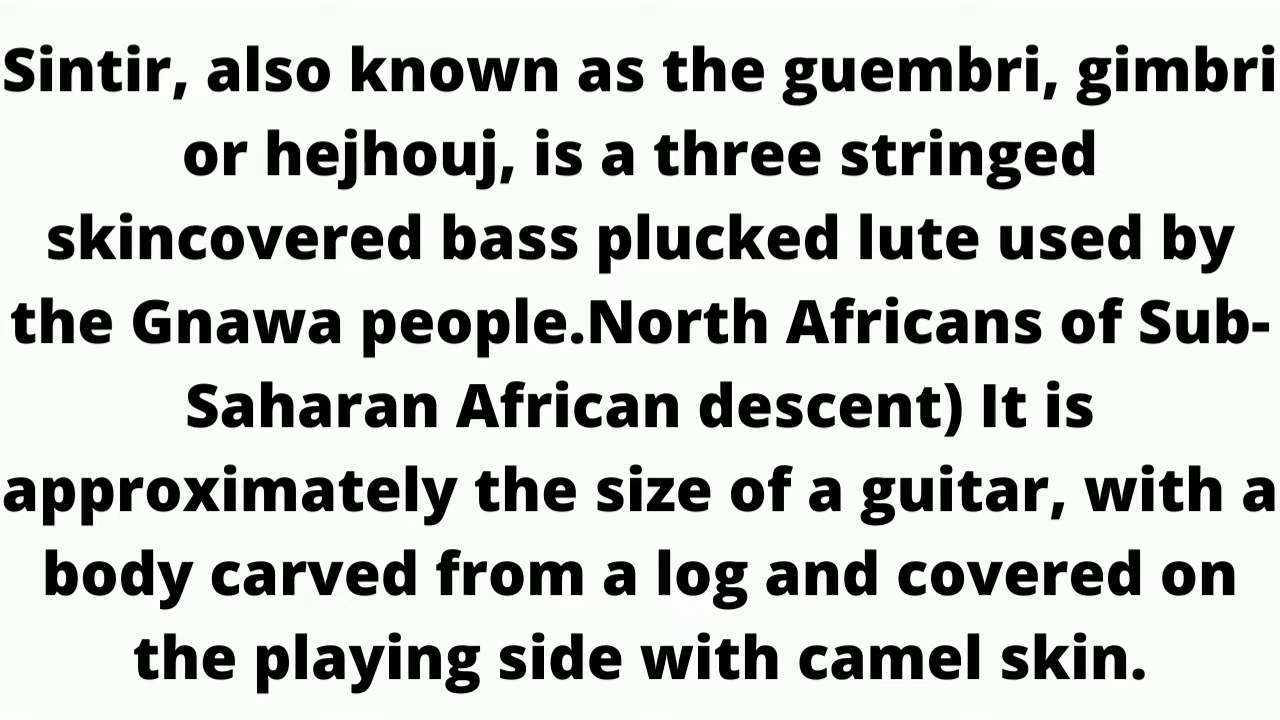 Sintir, also known as the guembri, gimbri
or hejhouj, is a three stringed
skincovered bass plucked lute used by
the Gnawa people.North Africans of Sub-
Saharan African descent) It is
approximately the size of a guitar, with a
body carved from a log and covered on
the playing side with camel skin.